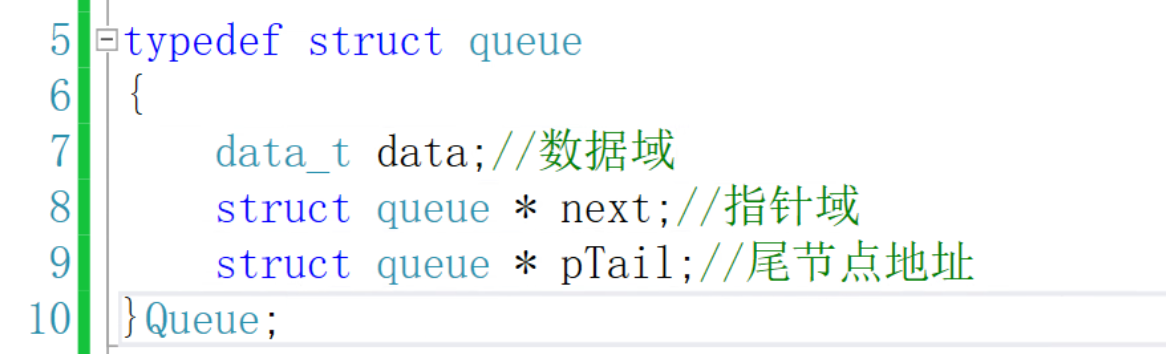 5 typedef struct queue
6 {
7 data_t data;//数据域
8 struct queue * next;//指针域
9 struct queue * pTail;//尾节点地址
10 }Queue;